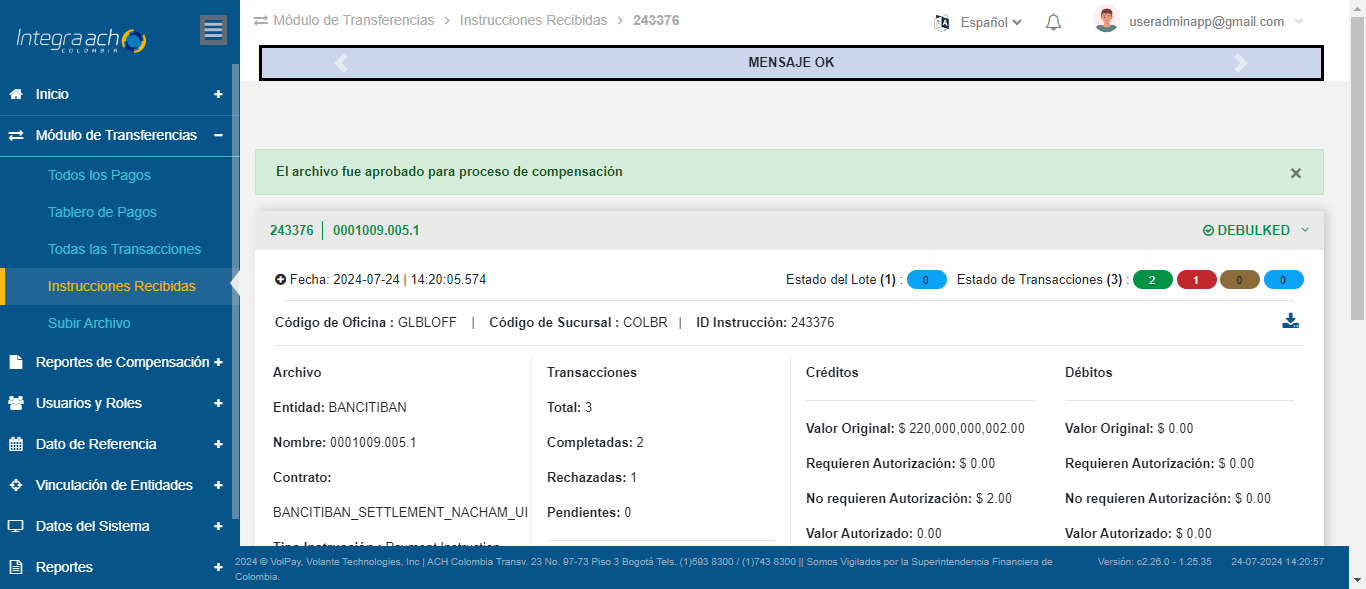 Integra ach
COLOMBIA
Módulo de Transferencias > Instrucciones Recibidas > 243376
Español
useradminapp@gmail.com
MENSAJE OK
Inicio +
Módulo de Transferencias −
Todos los Pagos
Tablero de Pagos
Todas las Transacciones
Instrucciones Recibidas
Subir Archivo
Reportes de Compensación +
Usuarios y Roles +
Dato de Referencia +
Vinculación de Entidades +
Datos del Sistema +
Reportes +
El archivo fue aprobado para proceso de compensación ×
243376 | 0001009.005.1 DEBULKED
Fecha: 2024-07-24 | 14:20:05.574 Estado del Lote (1) : 0 Estado de Transacciones (3) : 2 1 0 0
Código de Oficina : GLBLOFF | Código de Sucursal : COLBR | ID Instrucción: 243376
Archivo
Entidad: BANCITIBAN
Nombre: 0001009.005.1
Contrato:
BANCITIBAN_SETTLEMENT_NACHAM_UI
Tipo Instrucción : Payment Instruction
Transacciones
Total: 3
Completadas: 2
Rechazadas: 1
Pendientes: 0
Créditos
Valor Original: $ 220,000,000,002.00
Requieren Autorización: $ 0.00
No requieren Autorización: $ 2.00
Valor Autorizado: 0.00
Débitos
Valor Original: $ 0.00
Requieren Autorización: $ 0.00
No requieren Autorización: $ 0.00
Valor Autorizado: $ 0.00
2024 © VolPay, Volante Technologies, Inc | ACH Colombia Transv. 23 No. 97-73 Piso 3 Bogotá Tels. (1)593 8300 / (1)743 8300 || Somos Vigilados por la Superintendencia Financiera de
Colombia.
Versión: c2.26.0 - 1.25.35 24-07-2024 14:20:57